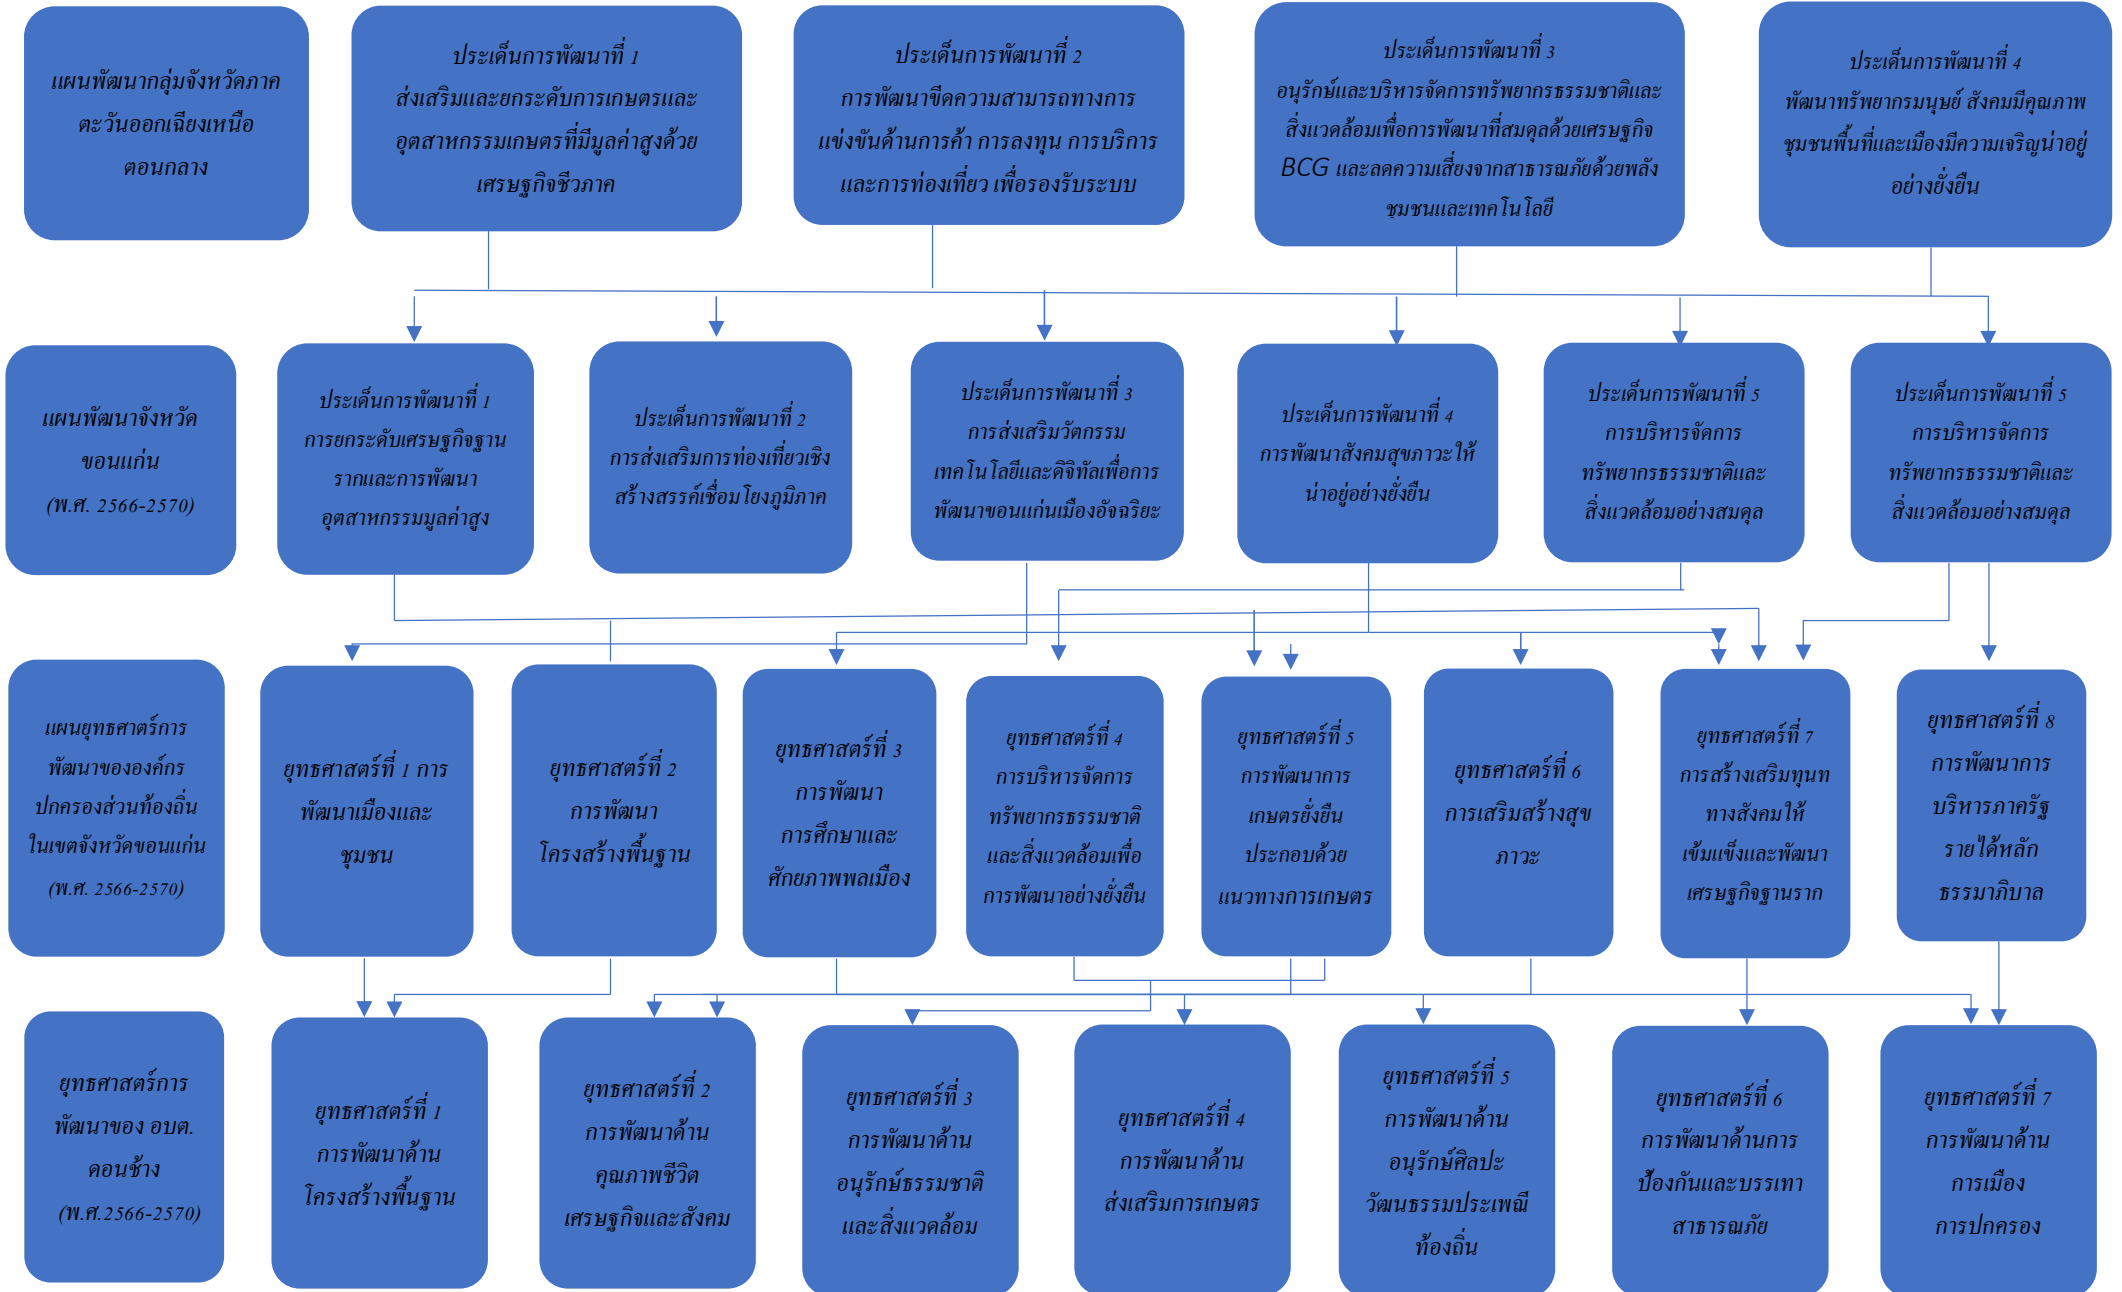 แผนพัฒนากลุ่มจังหวัดภาค
ตะวันออกเฉียงเหนือ
ตอนกลาง
ประเด็นการพัฒนาที่ 1
ส่งเสริมและยกระดับการเกษตรและ
อุตสาหกรรมเกษตรที่มีมูลค่าสูงด้วย
เศรษฐกิจชีวภาค
ประเด็นการพัฒนาที่ 2
การพัฒนาขีดความสามารถทางการ
แข่งขันด้านการค้า การลงทุน การบริการ
และการท่องเที่ยว เพื่อรองรับระบบ
ประเด็นการพัฒนาที่ 3
อนุรักษ์และบริหารจัดการทรัพยากรธรรมชาติและ
สิ่งแวดล้อมเพื่อการพัฒนาที่สมดุลด้วยเศรษฐกิจ
BCG และลดความเสี่ยงจากสาธารณภัยด้วยพลัง
ชุมชนและเทคโนโลยี
ประเด็นการพัฒนาที่ 4
พัฒนาทรัพยากรมนุษย์ สังคมมีคุณภาพ
ชุมชนพื้นที่และเมืองมีความเจริญน่าอยู่
อย่างยั่งยืน
แผนพัฒนาจังหวัด
ขอนแก่น
(พ.ศ. 2566-2570)
ประเด็นการพัฒนาที่ 1
การยกระดับเศรษฐกิจฐาน
รากและการพัฒนา
อุตสาหกรรมมูลค่าสูง
ประเด็นการพัฒนาที่ 2
การส่งเสริมการท่องเที่ยวเชิง
สร้างสรรค์เชื่อมโยงภูมิภาค
ประเด็นการพัฒนาที่ 3
การส่งเสริมวัตกรรม
เทคโนโลยีและดิจิทัลเพื่อการ
พัฒนาขอนแก่นเมืองอัจฉริยะ
ประเด็นการพัฒนาที่ 4
การพัฒนาสังคมสุขภาวะให้
น่าอยู่อย่างยั่งยืน
ประเด็นการพัฒนาที่ 5
การบริหารจัดการ
ทรัพยากรธรรมชาติและ
สิ่งแวดล้อมอย่างสมดุล
ประเด็นการพัฒนาที่ 5
การบริหารจัดการ
ทรัพยากรธรรมชาติและ
สิ่งแวดล้อมอย่างสมดุล
แผนยุทธศาตร์การ
พัฒนาขององค์กร
ปกครองส่วนท้องถิ่น
ในเขตจังหวัดขอนแก่น
(พ.ศ. 2566-2570)
ยุทธศาสตร์ที่ 1 การ
พัฒนาเมืองและ
ชุมชน
ยุทธศาสตร์ที่ 2
การพัฒนา
โครงสร้างพื้นฐาน
ยุทธศาสตร์ที่ 3
การพัฒนา
การศึกษาและ
ศักยภาพพลเมือง
ยุทธศาสตร์ที่ 4
การบริหารจัดการ
ทรัพยากรธรรมชาติ
และสิ่งแวดล้อมเพื่อ
การพัฒนาอย่างยั่งยืน
ยุทธศาสตร์ที่ 5
การพัฒนาการ
เกษตรยั่งยืน
ประกอบด้วย
แนวทางการเกษตร
ยุทธศาสตร์ที่ 6
การเสริมสร้างสุข
ภาวะ
ยุทธศาสตร์ที่ 7
การสร้างเสริมทุนท
ทางสังคมให้
เข้มแข็งและพัฒนา
เศรษฐกิจฐานราก
ยุทธศาสตร์ที่ 8
การพัฒนาการ
บริหารภาครัฐ
รายได้หลัก
ธรรมาภิบาล
ยุทธศาสตร์การ
พัฒนาของ อบต.
ดอนช้าง
(พ.ศ.2566-2570)
ยุทธศาสตร์ที่ 1
การพัฒนาด้าน
โครงสร้างพื้นฐาน
ยุทธศาสตร์ที่ 2
การพัฒนาด้าน
คุณภาพชีวิต
เศรษฐกิจและสังคม
ยุทธศาสตร์ที่ 3
การพัฒนาด้าน
อนุรักษ์ธรรมชาติ
และสิ่งแวดล้อม
ยุทธศาสตร์ที่ 4
การพัฒนาด้าน
ส่งเสริมการเกษตร
ยุทธศาสตร์ที่ 5
การพัฒนาด้าน
อนุรักษ์ศิลปะ
วัฒนธรรมประเพณี
ท้องถิ่น
ยุทธศาสตร์ที่ 6
การพัฒนาด้านการ
ป้องกันและบรรเทา
สาธารณภัย
ยุทธศาสตร์ที่ 7
การพัฒนาด้าน
การเมือง
การปกครอง